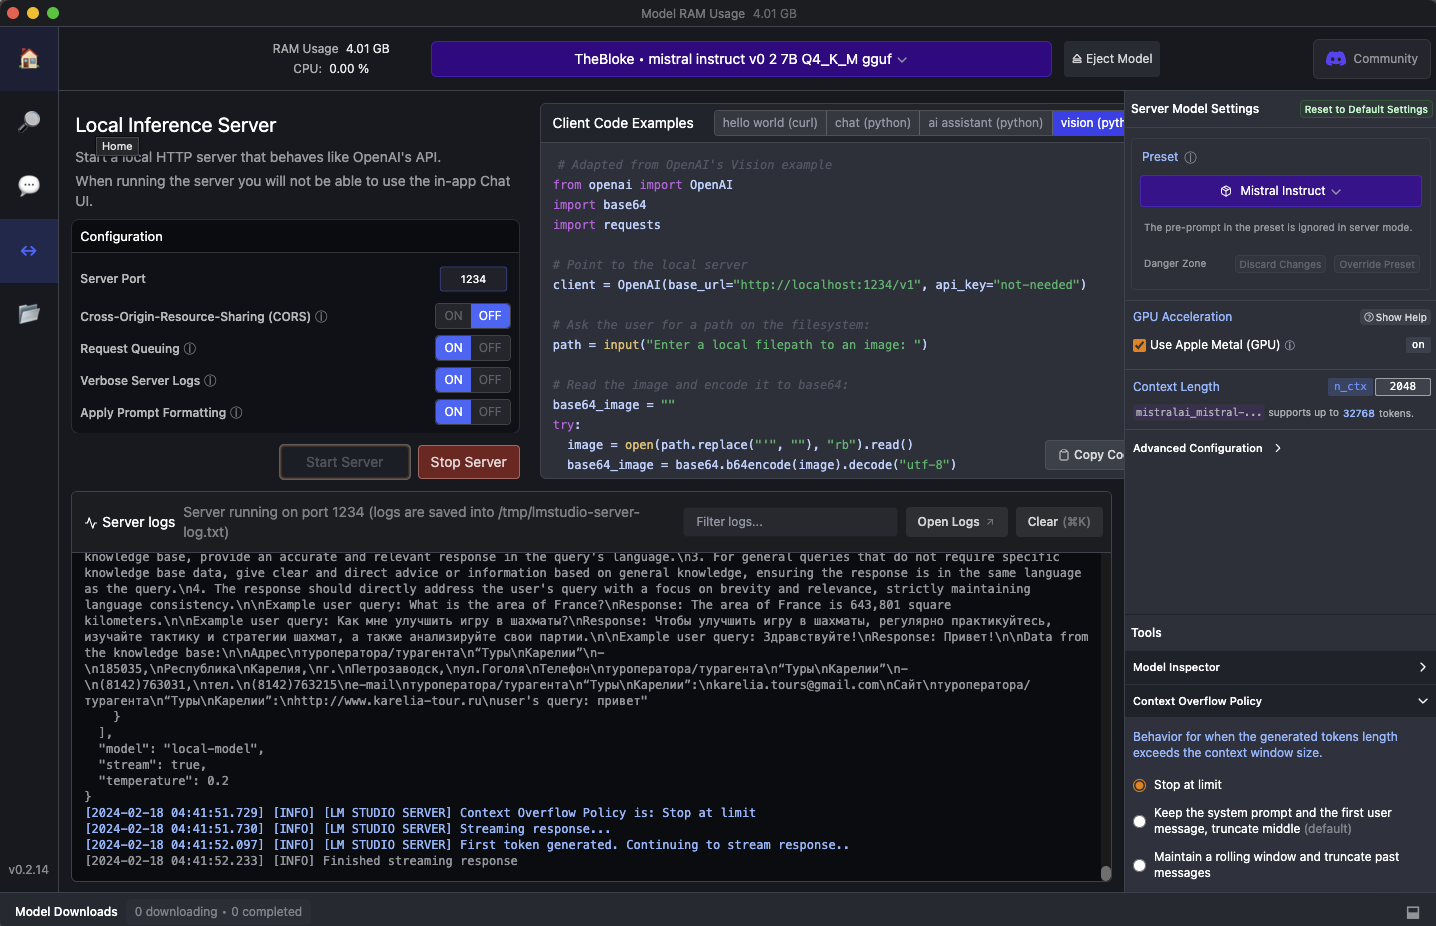 Model RAM Usage 4.01 GB
RAM Usage 4.01 GB
CPU: 0.00 %
TheBloke • mistral instruct v0 2 7B Q4_K_M gguf
Eject Model
Community
Local Inference Server
Home
Start a local HTTP server that behaves like OpenAI's API.
When running the server you will not be able to use the in-app Chat
UI.
Configuration
Server Port 1234
Cross-Origin-Resource-Sharing (CORS) ON OFF
Request Queuing ON OFF
Verbose Server Logs ON OFF
Apply Prompt Formatting ON OFF
Start Server Stop Server
Client Code Examples hello world (curl) chat (python) ai assistant (python) vision (pyth
# Adapted from OpenAI's Vision example
from openai import OpenAI
import base64
import requests
# Point to the local server
client = OpenAI(base_url="http://localhost:1234/v1", api_key="not-needed")
# Ask the user for a path on the filesystem:
path = input("Enter a local filepath to an image: ")
# Read the image and encode it to base64:
base64_image = ""
try:
image = open(path.replace("'", ""), "rb").read()
base64_image = base64.b64encode(image).decode("utf-8")
Copy Co
Server Model Settings Reset to Default Settings
Preset
Mistral Instruct
The pre-prompt in the preset is ignored in server mode.
Danger Zone Discard Changes Override Preset
GPU Acceleration Show Help
Use Apple Metal (GPU) on
Context Length n_ctx 2048
mistralai_mistral-... supports up to 32768 tokens.
Advanced Configuration
Server logs
Server running on port 1234 (logs are saved into /tmp/lmstudio-server-
log.txt)
Filter logs...
Open Logs
Clear (⌘K)
knowledge base, provide an accurate and relevant response in the query's language.\n3. For general queries that do not require specific
knowledge base data, give clear and direct advice or information based on general knowledge, ensuring the response is in the same language
as the query.\n4. The response should directly address the user's query with a focus on brevity and relevance, strictly maintaining
language consistency.\n\nExample user query: What is the area of France?\nResponse: The area of France is 643,801 square
kilometers.\n\nExample user query: Как мне улучшить игру в шахматы?\nResponse: Чтобы улучшить игру в шахматы, регулярно практикуйтесь,
изучайте тактику и стратегии шахмат, а также анализируйте свои партии.\n\nExample user query: Здравствуйте!\nResponse: Привет!\n\nData from
the knowledge base:\n\nАдрес\nтуроператора/турагента\n“Туры\nКарелии”\n–
\n185035,\nРеспублика\nКарелия,\nг.\nПетрозаводск,\nул.Гоголя\nТелефон\nтуроператора/турагента\n“Туры\nКарелии”\n–
\n(8142)763031,\nтел.\n(8142)763215\ne-mail\nтуроператора/турагента\n“Туры\nКарелии”:\nkarelia.tours@gmail.com\nСайт\nтуроператора/
турагента\n“Туры\nКарелии”:\nhttp://www.karelia-tour.ru\nuser's query: привет"
}
],
"model": "local-model",
"stream": true,
"temperature": 0.2
}
[2024-02-18 04:41:51.729] [INFO] [LM STUDIO SERVER] Context Overflow Policy is: Stop at limit
[2024-02-18 04:41:51.730] [INFO] [LM STUDIO SERVER] Streaming response...
[2024-02-18 04:41:52.097] [INFO] [LM STUDIO SERVER] First token generated. Continuing to stream response..
[2024-02-18 04:41:52.233] [INFO] Finished streaming response
Tools
Model Inspector
Context Overflow Policy
Behavior for when the generated tokens length
exceeds the context window size.
Stop at limit
Keep the system prompt and the first user
message, truncate middle (default)
Maintain a rolling window and truncate past
messages
v0.2.14
Model Downloads 0 downloading • 0 completed